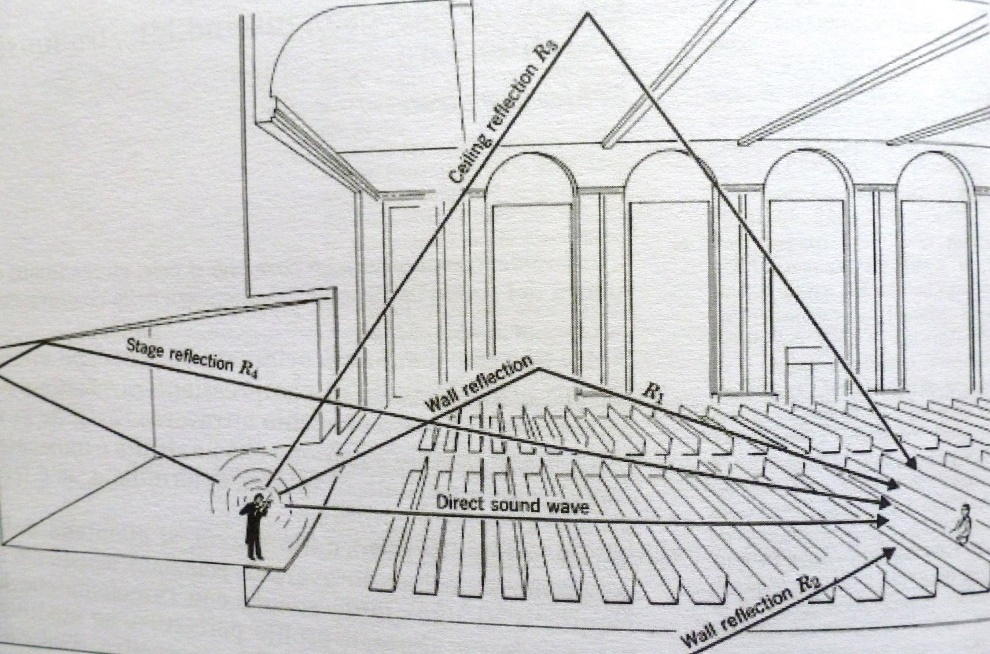 Ceiling reflection R₃
Stage reflection R₄
Wall reflection
R₁
Direct sound wave
Wall reflection R₂